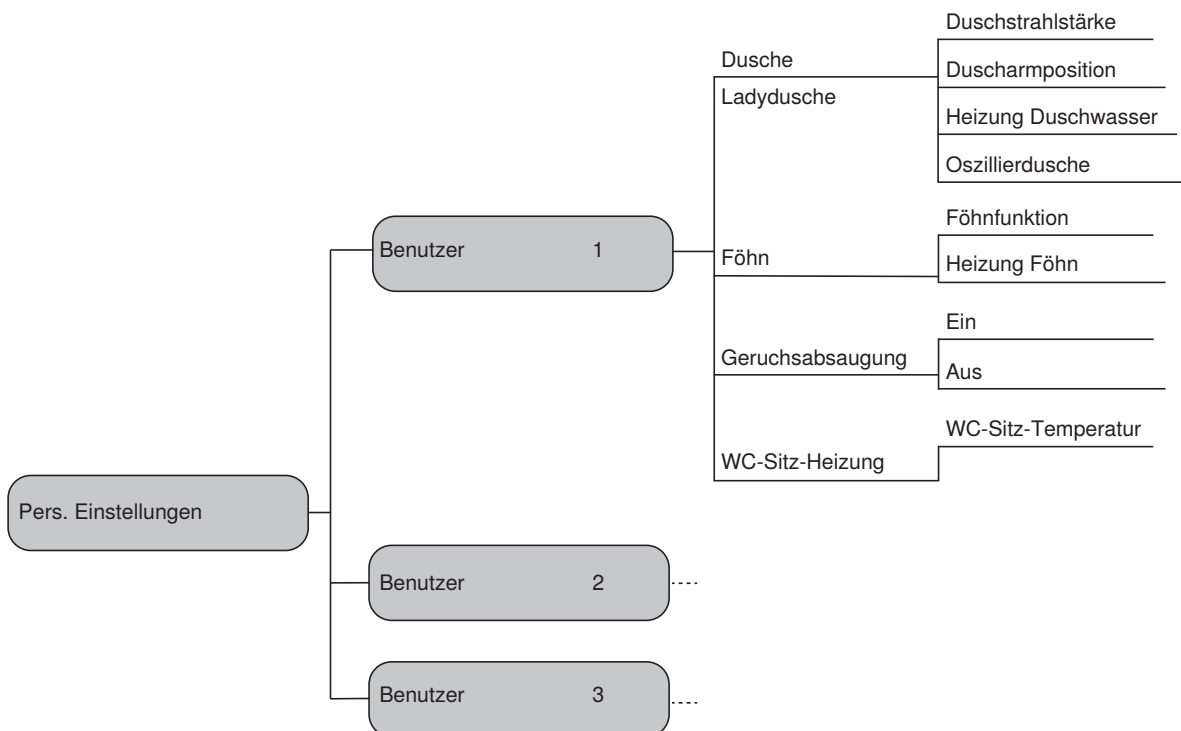 Duschstrahlstärke
Dusche
Duscharmposition
Ladydusche
Heizung Duschwasser
Oszillierdusche
Föhnfunktion
Benutzer 1
Föhn
Heizung Föhn
Ein
Geruchsabsaugung
Aus
WC-Sitz-Temperatur
WC-Sitz-Heizung
Pers. Einstellungen
Benutzer 2
Benutzer 3